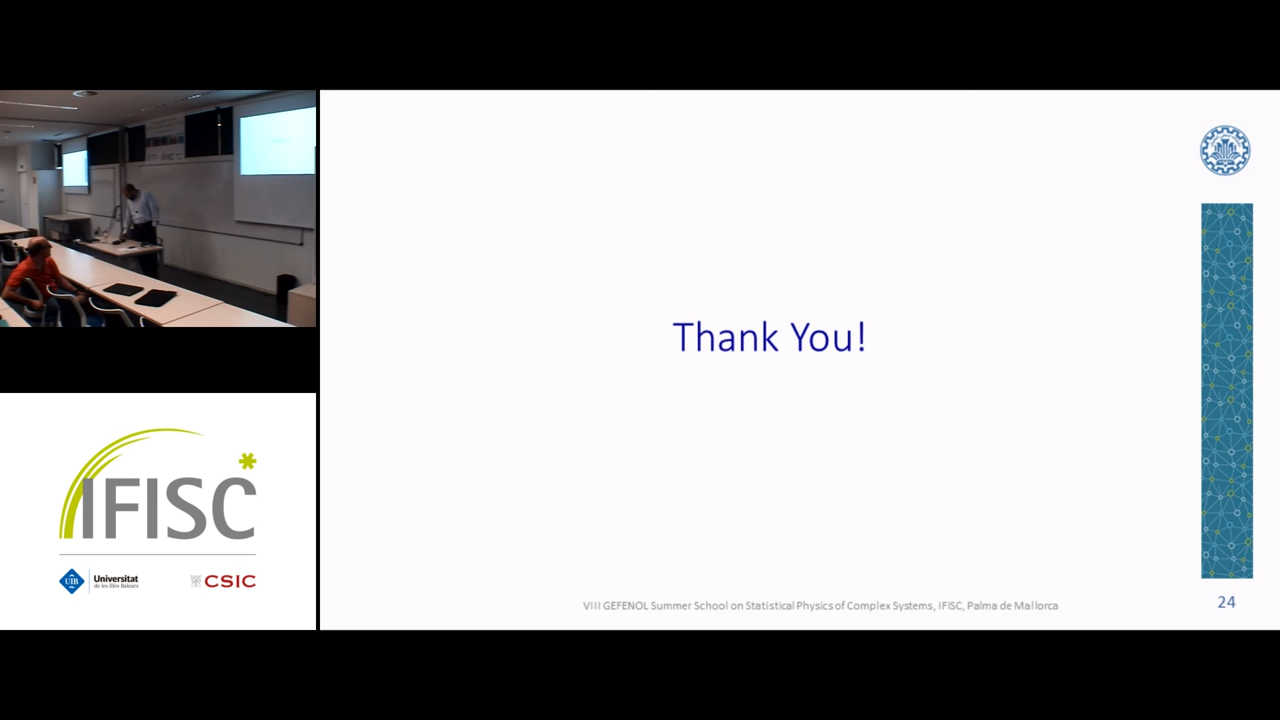 Thank You!
VIII GEFENOL Summer School on Statistical Physics of Complex Systems, IFISC, Palma de Mallorca
24
IFISC
UIB
Universitat
de les Illes Balears
CSIC